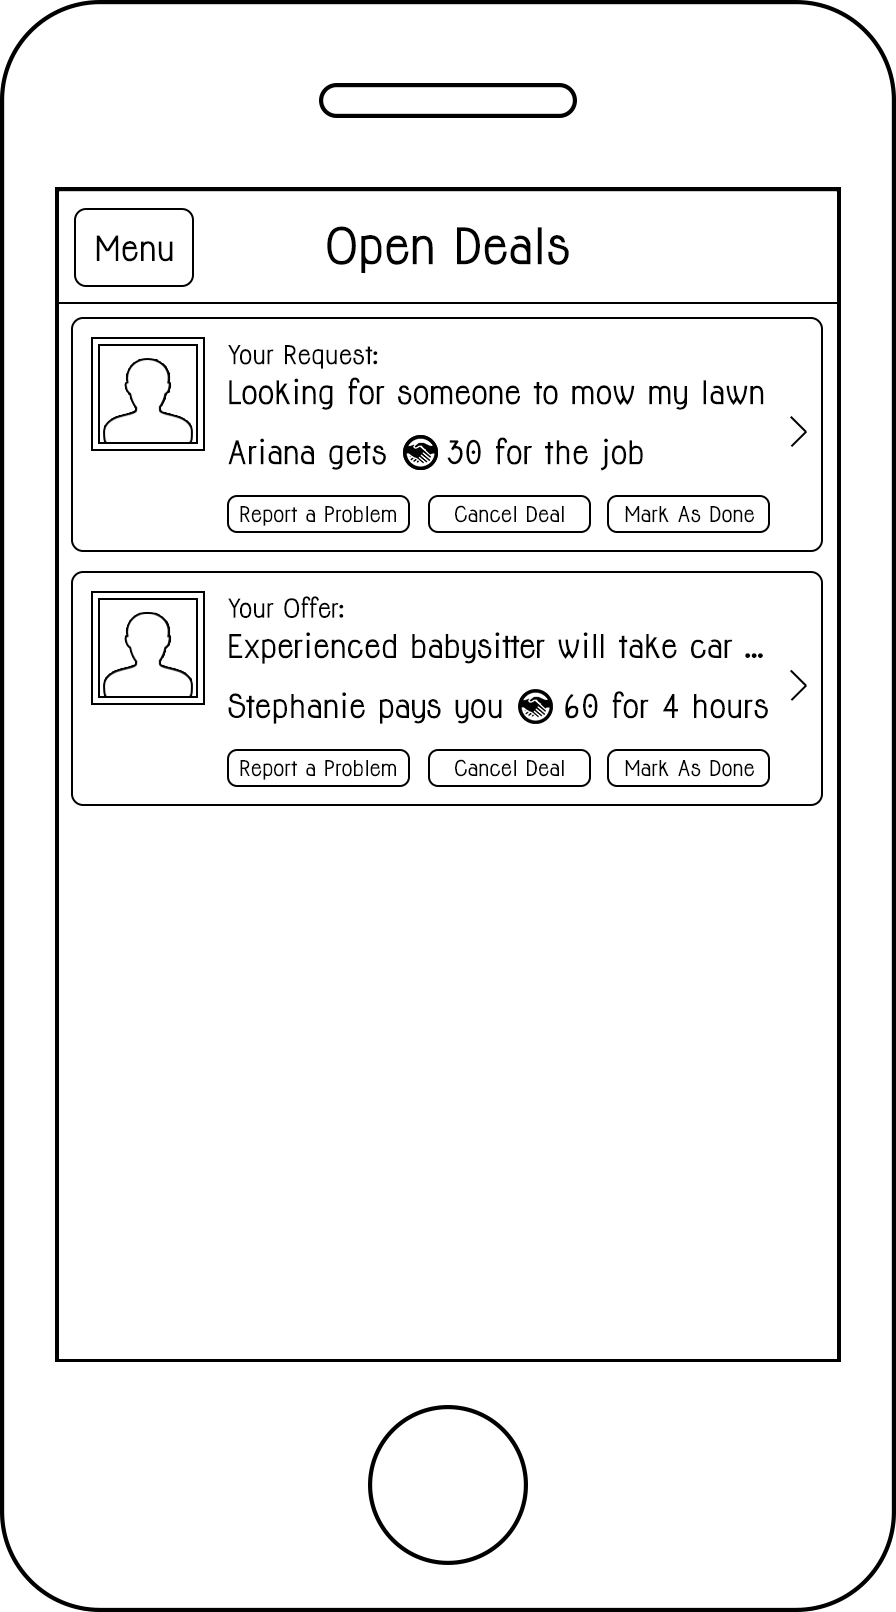 Menu
Open Deals
Your Request:
Looking for someone to mow my lawn
Ariana gets 30 for the job
Report a Problem
Cancel Deal
Mark As Done
Your Offer:
Experienced babysitter will take car ...
Stephanie pays you 60 for 4 hours
Report a Problem
Cancel Deal
Mark As Done